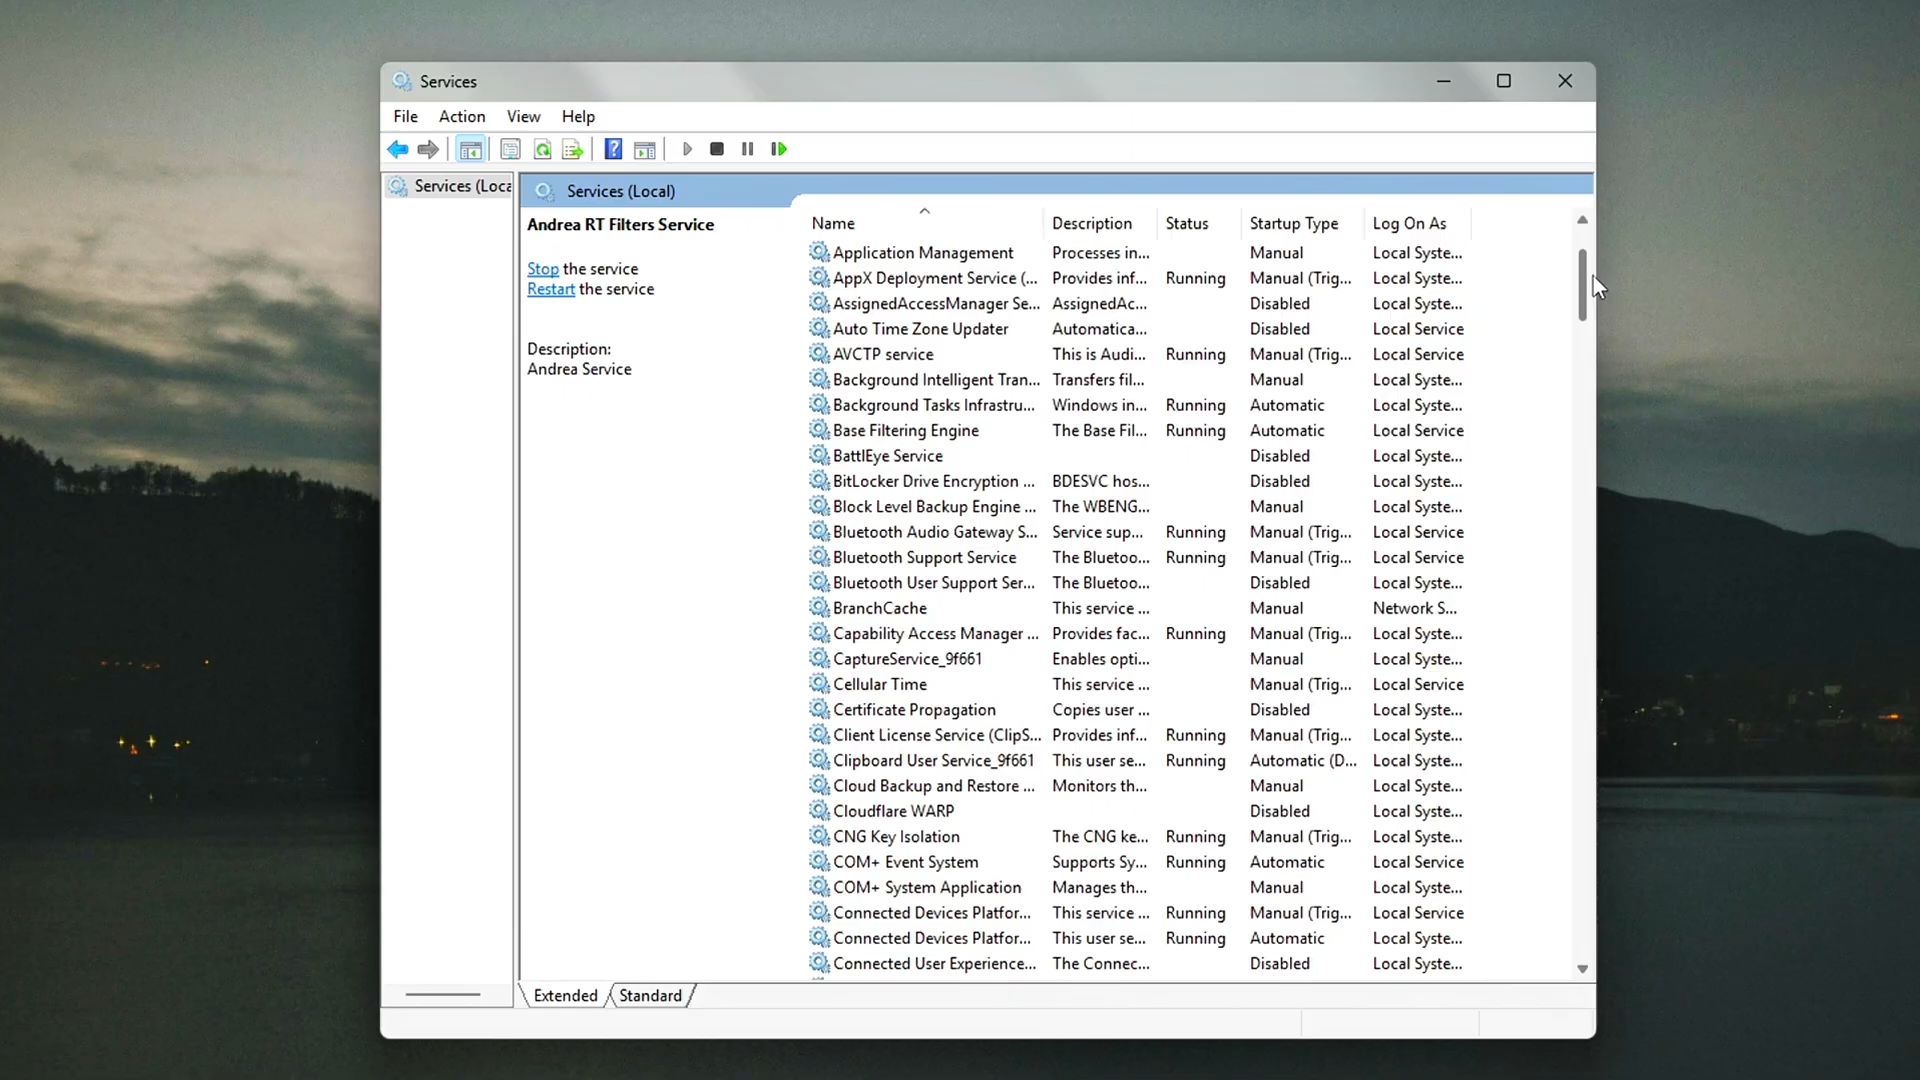 Services
File Action View Help
Services (Loca
Services (Local)
Andrea RT Filters Service
Stop the service
Restart the service
Description:
Andrea Service
Name Description Status Startup Type Log On As
Application Management Processes in... Manual Local Syste...
AppX Deployment Service (... Provides inf... Running Manual (Trig... Local Syste...
AssignedAccessManager Se... AssignedAc... Disabled Local Syste...
Auto Time Zone Updater Automatica... Disabled Local Service
AVCTP service This is Audi... Running Manual (Trig... Local Service
Background Intelligent Tran... Transfers fil... Manual Local Syste...
Background Tasks Infrastru... Windows in... Running Automatic Local Syste...
Base Filtering Engine The Base Fil... Running Automatic Local Service
BattlEye Service Disabled Local Syste...
BitLocker Drive Encryption ... BDESVC hos... Disabled Local Syste...
Block Level Backup Engine ... The WBENG... Manual Local Syste...
Bluetooth Audio Gateway S... Service sup... Running Manual (Trig... Local Service
Bluetooth Support Service The Bluetoo... Running Manual (Trig... Local Service
Bluetooth User Support Ser... The Bluetoo... Disabled Local Syste...
BranchCache This service ... Manual Network S...
Capability Access Manager ... Provides fac... Running Manual (Trig... Local Syste...
CaptureService_9f661 Enables opti... Manual Local Syste...
Cellular Time This service ... Manual (Trig... Local Service
Certificate Propagation Copies user ... Disabled Local Syste...
Client License Service (ClipS... Provides inf... Running Manual (Trig... Local Syste...
Clipboard User Service_9f661 This user se... Running Automatic (D... Local Syste...
Cloud Backup and Restore ... Monitors th... Manual Local Syste...
Cloudflare WARP Disabled Local Syste...
CNG Key Isolation The CNG ke... Running Manual (Trig... Local Syste...
COM+ Event System Supports Sy... Running Automatic Local Service
COM+ System Application Manages th... Manual Local Syste...
Connected Devices Platfor... This service ... Running Manual (Trig... Local Service
Connected Devices Platfor... This user se... Running Automatic Local Syste...
Connected User Experience... The Connec... Disabled Local Syste...
Extended Standard